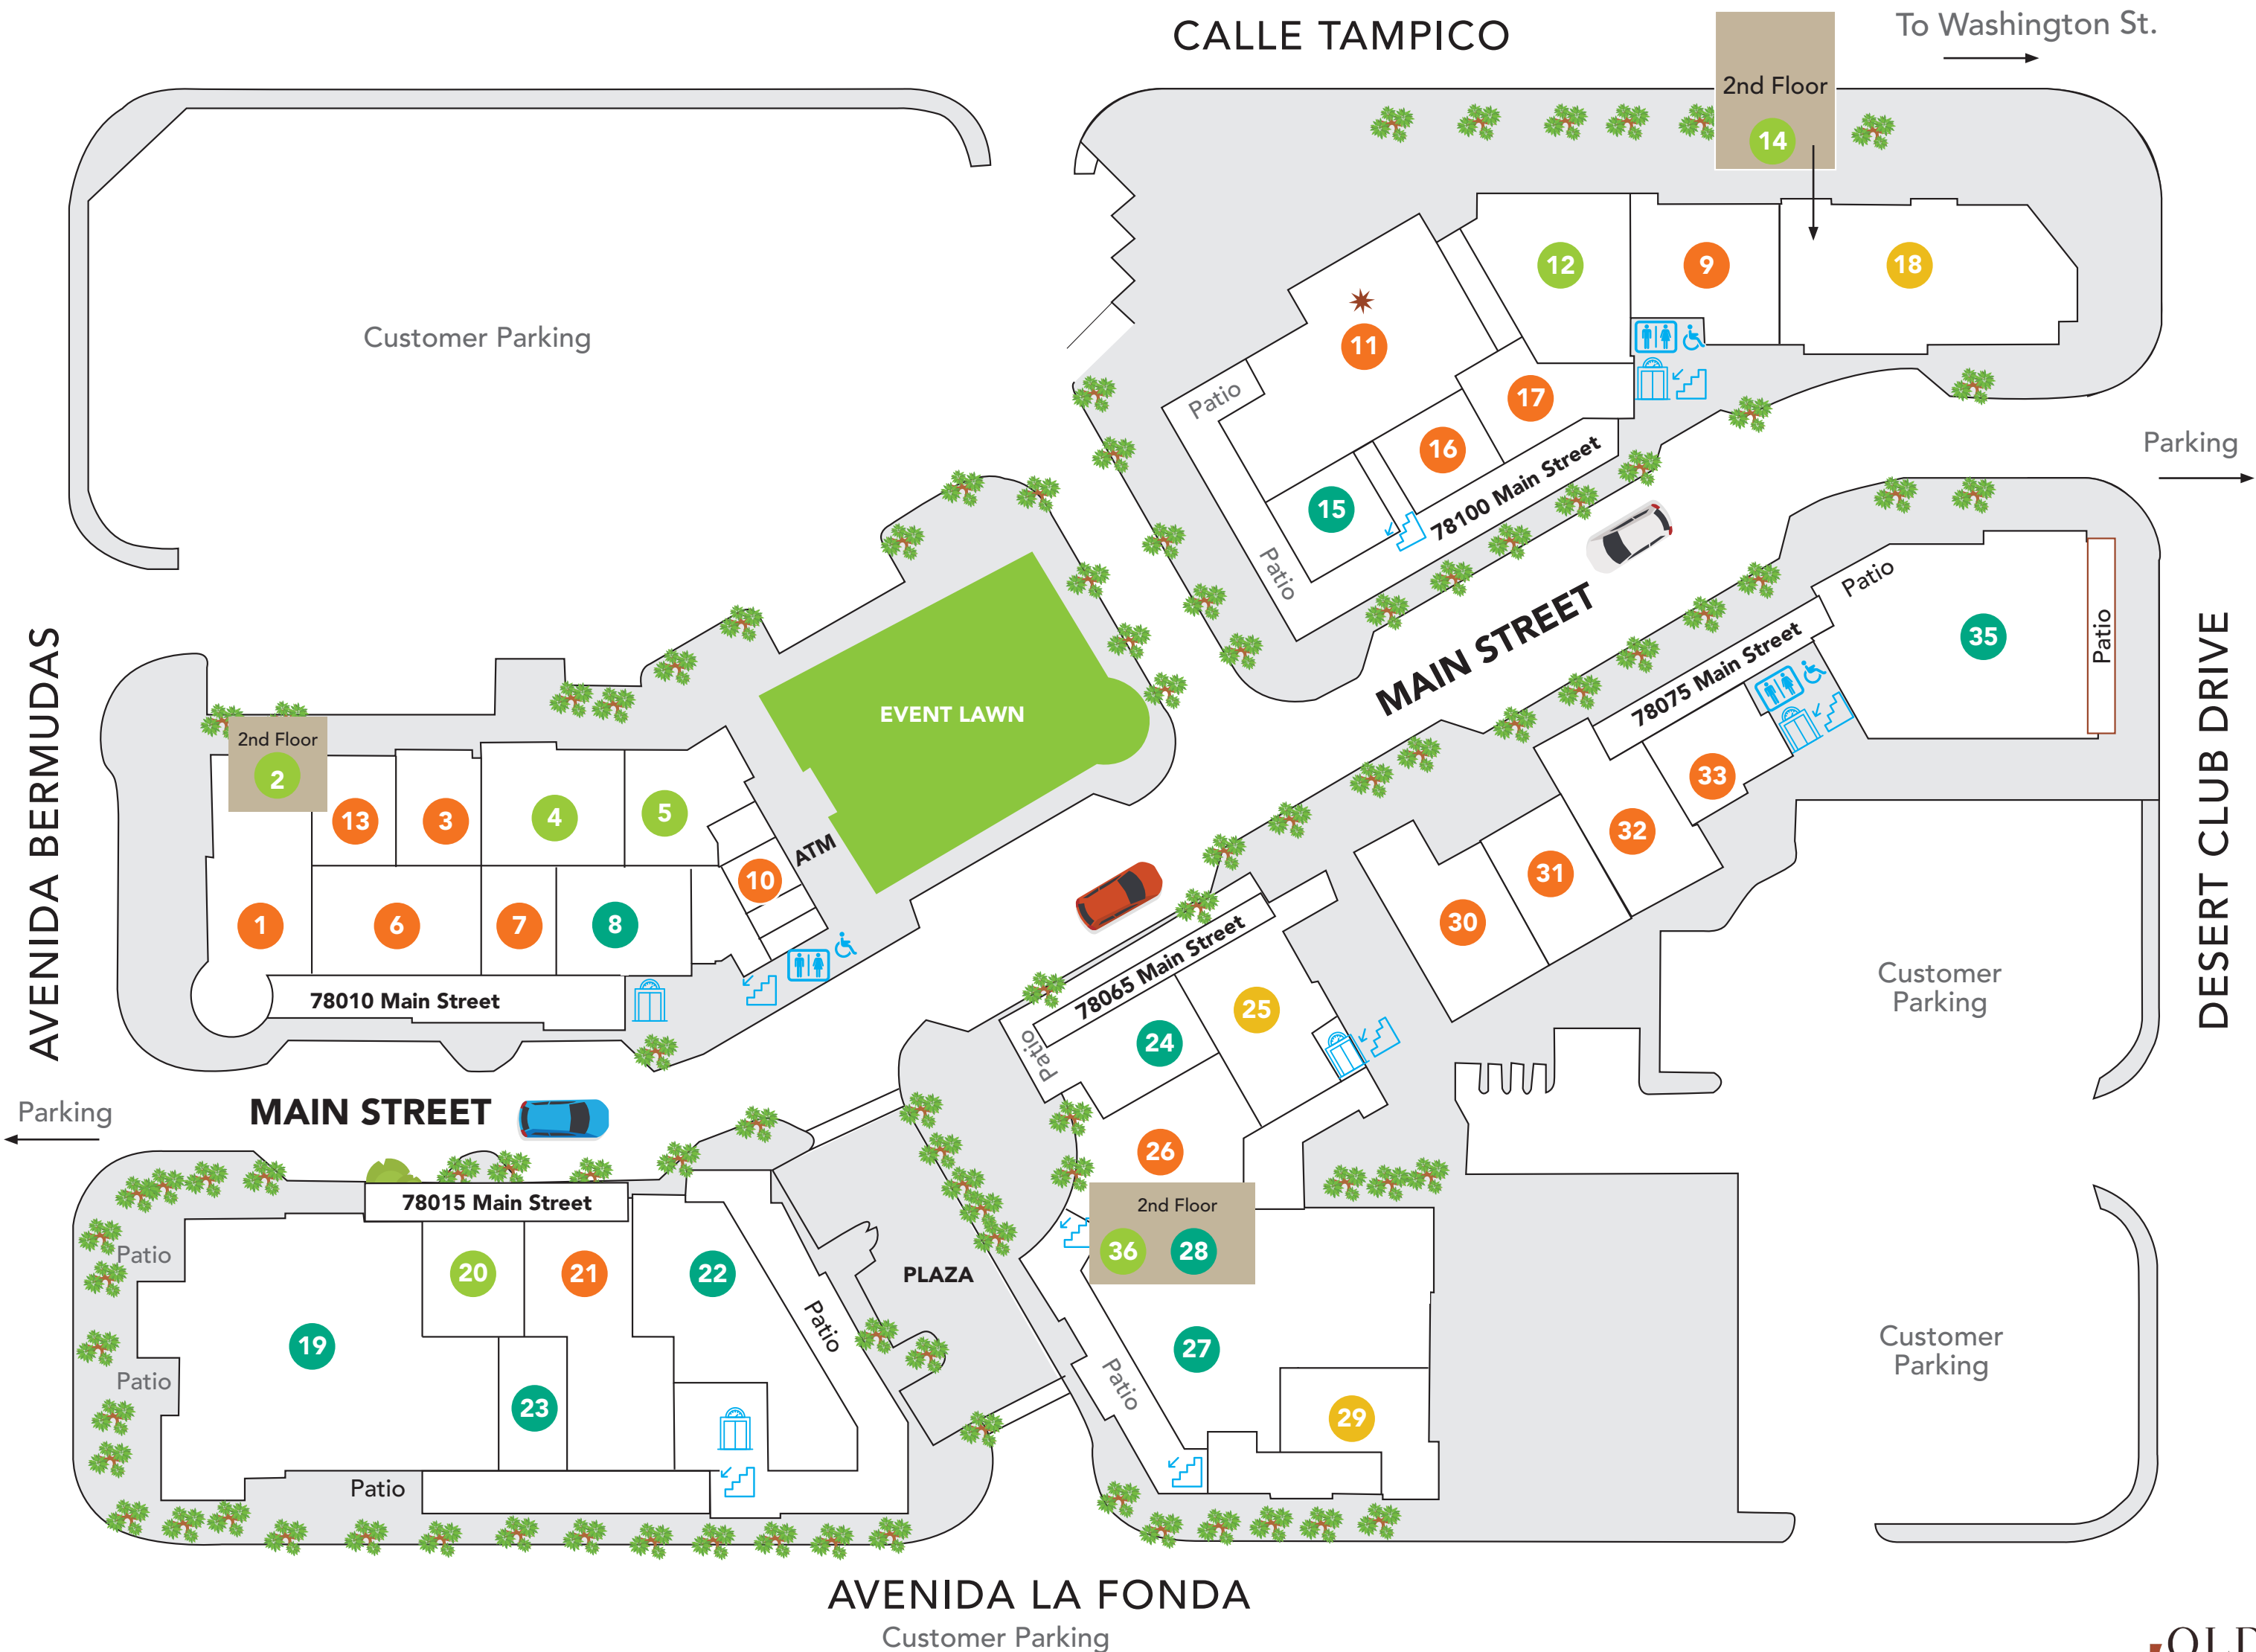 CALLE TAMPICO
To Washington St.
2nd Floor
14
Customer Parking
12
9
18
11
Patio
17
16
15
78100 Main Street
Patio
Parking
MAIN STREET
Patio
35
Patio
78075 Main Street
33
32
31
30
DESERT CLUB DRIVE
AVENIDA BERMUDAS
EVENT LAWN
2nd Floor
2
13
3
4
5
ATM
10
1
6
7
8
78010 Main Street
Customer
Parking
78065 Main Street
25
24
Patio
26
Parking
MAIN STREET
78015 Main Street
2nd Floor
36
28
Patio
20
21
22
PLAZA
Patio
19
Patio
23
27
Patio
29
Customer
Parking
Patio
AVENIDA LA FONDA
Customer Parking
OLD